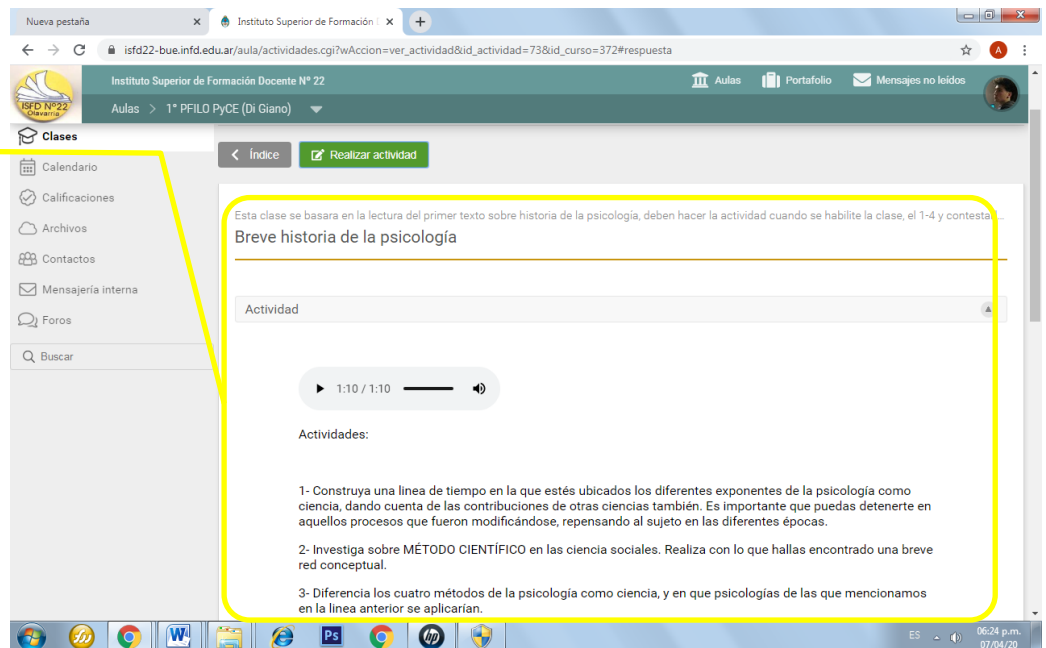 Nueva pestaña
Instituto Superior de Formación
isfd22-bue.infd.edu.ar/aula/actividades.cgi?wAccion=ver_actividad&id_actividad=73&id_curso=372#respuesta
A
Instituto Superior de Formación Docente Nº 22
Aulas
Portafolio
Mensajes no leídos
ISFD Nº22
Olavarría
Aulas > 1° PFILO PyCE (Di Giano)
Clases
Calendario
Calificaciones
Archivos
Contactos
Mensajería interna
Foros
Buscar
Índice
Realizar actividad
Esta clase se basara en la lectura del primer texto sobre historia de la psicología, deben hacer la actividad cuando se habilite la clase, el 1-4 y contestar...
Breve historia de la psicología
Actividad
1:10 / 1:10
Actividades:
1- Construya una linea de tiempo en la que estés ubicados los diferentes exponentes de la psicología como
ciencia, dando cuenta de las contribuciones de otras ciencias también. Es importante que puedas detenerte en
aquellos procesos que fueron modificándose, repensando al sujeto en las diferentes épocas.
2- Investiga sobre MÉTODO CIENTÍFICO en las ciencia sociales. Realiza con lo que hallas encontrado una breve
red conceptual.
3- Diferencia los cuatro métodos de la psicología como ciencia, y en que psicologías de las que mencionamos
en la linea anterior se aplicarían.
W
Ps
hp
ES
06:24 p.m.
07/04/20